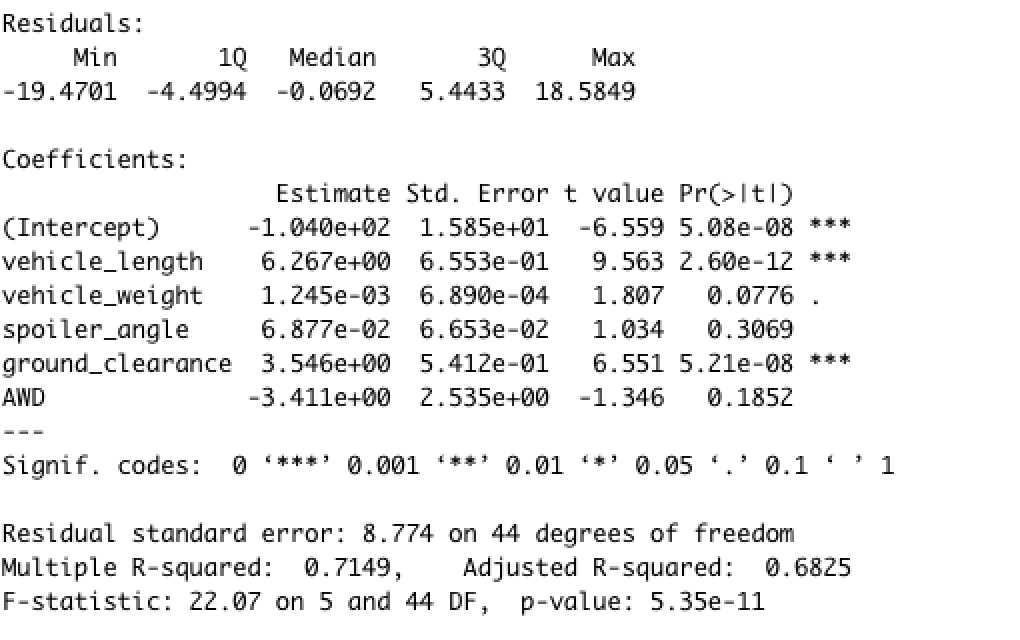 Residuals:
     Min       1Q   Median       3Q      Max
-19.4701  -4.4994  -0.0692   5.4433  18.5849
Coefficients:
                   Estimate Std. Error t value Pr(>|t|)
(Intercept)      -1.040e+02  1.585e+01  -6.559 5.08e-08 ***
vehicle_length    6.267e+00  6.553e-01   9.563 2.60e-12 ***
vehicle_weight    1.245e-03  6.890e-04   1.807   0.0776 .
spoiler_angle     6.877e-02  6.653e-02   1.034   0.3069
ground_clearance  3.546e+00  5.412e-01   6.551 5.21e-08 ***
AWD              -3.411e+00  2.535e+00  -1.346   0.1852
---
Signif. codes:  0 ‘***’ 0.001 ‘**’ 0.01 ‘*’ 0.05 ‘.’ 0.1 ‘ ’ 1
Residual standard error: 8.774 on 44 degrees of freedom
Multiple R-squared:  0.7149,    Adjusted R-squared:  0.6825
F-statistic: 22.07 on 5 and 44 DF,  p-value: 5.35e-11